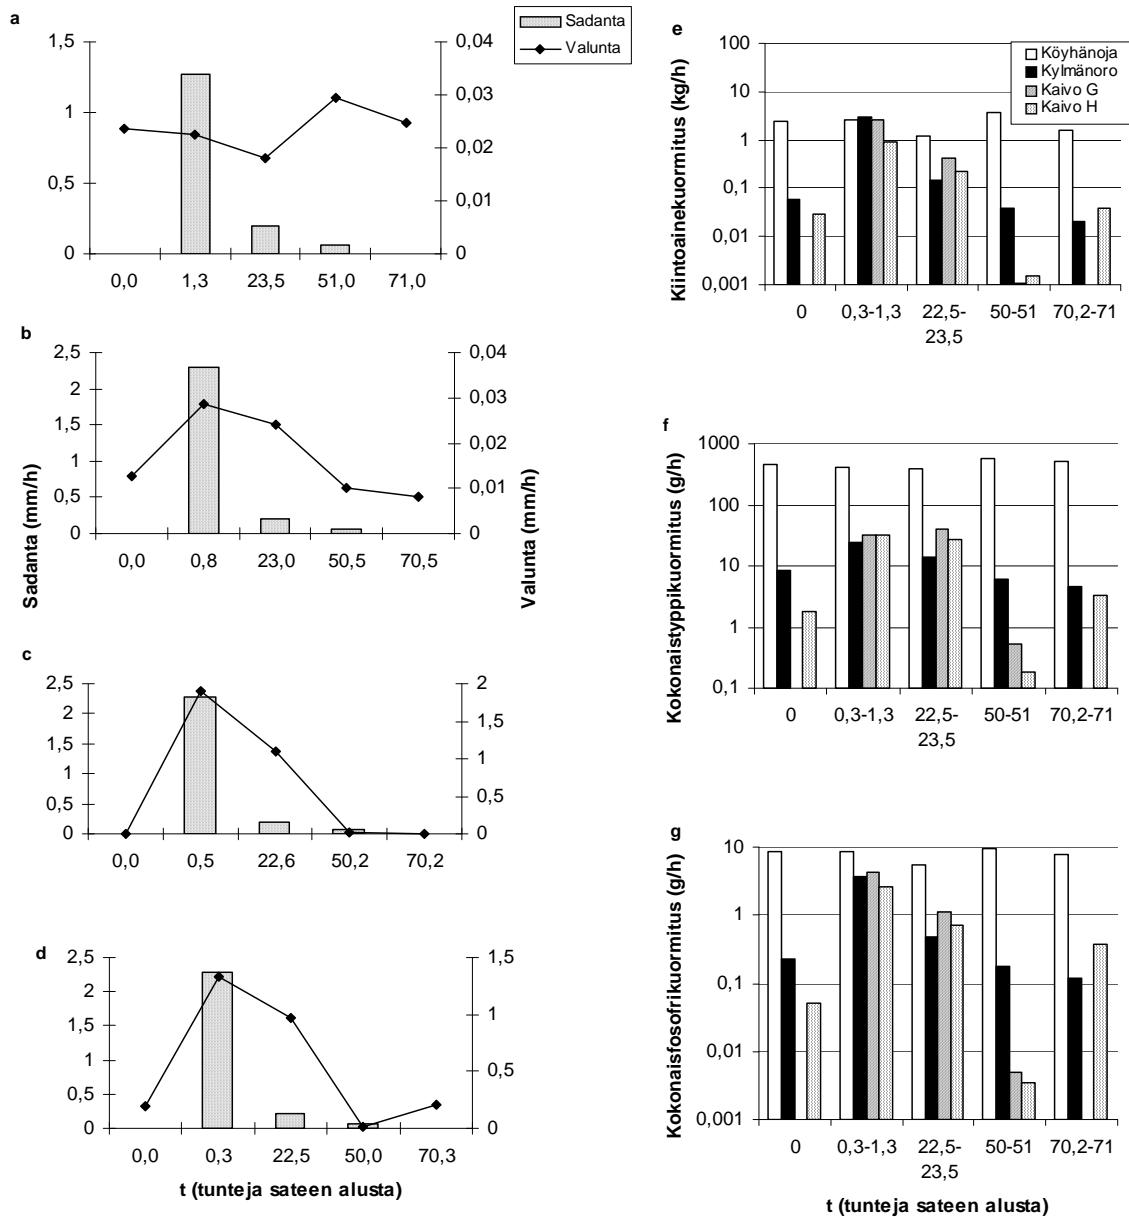 a
Sadanta
Valunta
1,5
1
0,5
0
0,04
0,03
0,02
0,01
0
0,0 1,3 23,5 51,0 71,0
b
2,5
2
1,5
1
0,5
0
0,04
0,03
0,02
0,01
0
0,0 0,8 23,0 50,5 70,5
Sadanta (mm/h)
Valunta (mm/h)
c
2,5
2
1,5
1
0,5
0
2
1,5
1
0,5
0
0,0 0,5 22,6 50,2 70,2
d
2,5
2
1,5
1
0,5
0
1,5
1
0,5
0
0,0 0,3 22,5 50,0 70,3
t (tunteja sateen alusta)
e
Kiintoainekuormitus (kg/h)
100
10
1
0,1
0,01
0,001
Köyhänoja
Kylmänoro
Kaivo G
Kaivo H
0 0,3-1,3 22,5- 50-51 70,2-71
23,5
f
Kokonaistyppikuormitus (g/h)
1000
100
10
1
0,1
0 0,3-1,3 22,5- 50-51 70,2-71
23,5
g
Kokonaisfosofrikuormitus (g/h)
10
1
0,1
0,01
0,001
0 0,3-1,3 22,5- 50-51 70,2-71
23,5
t (tunteja sateen alusta)